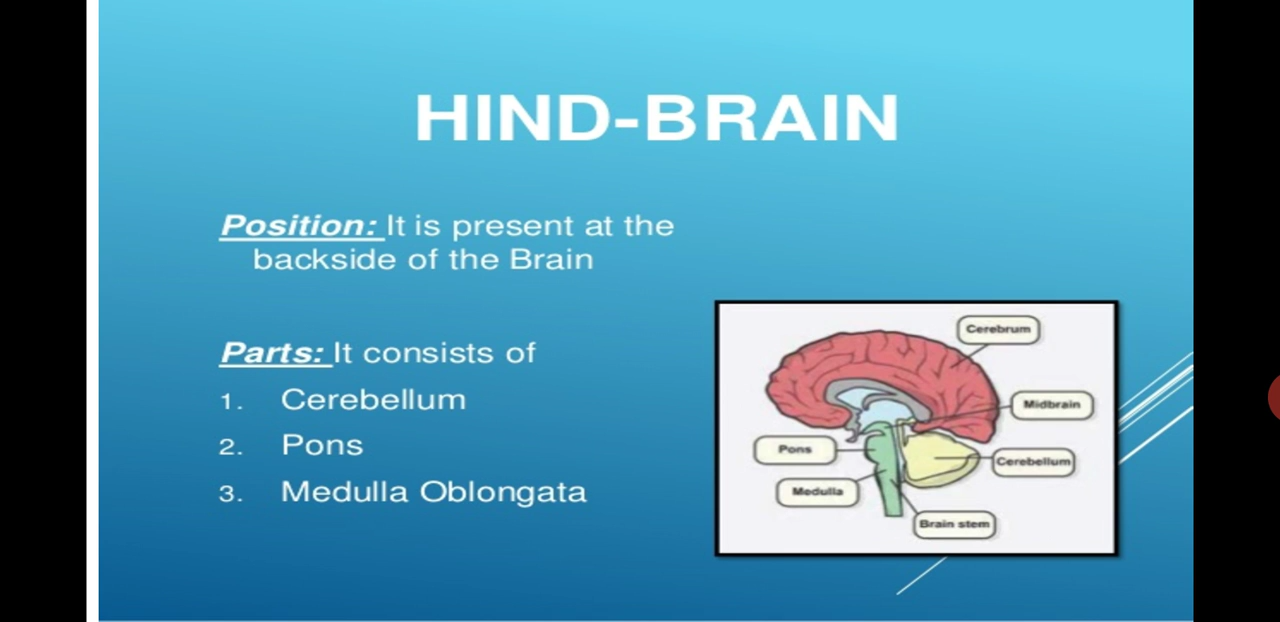 HIND-BRAIN
Position: It is present at the
backside of the Brain
Parts: It consists of
1. Cerebellum
2. Pons
3. Medulla Oblongata
Cerebrum
Midbrain
Pons
Cerebellum
Medulla
Brain stem